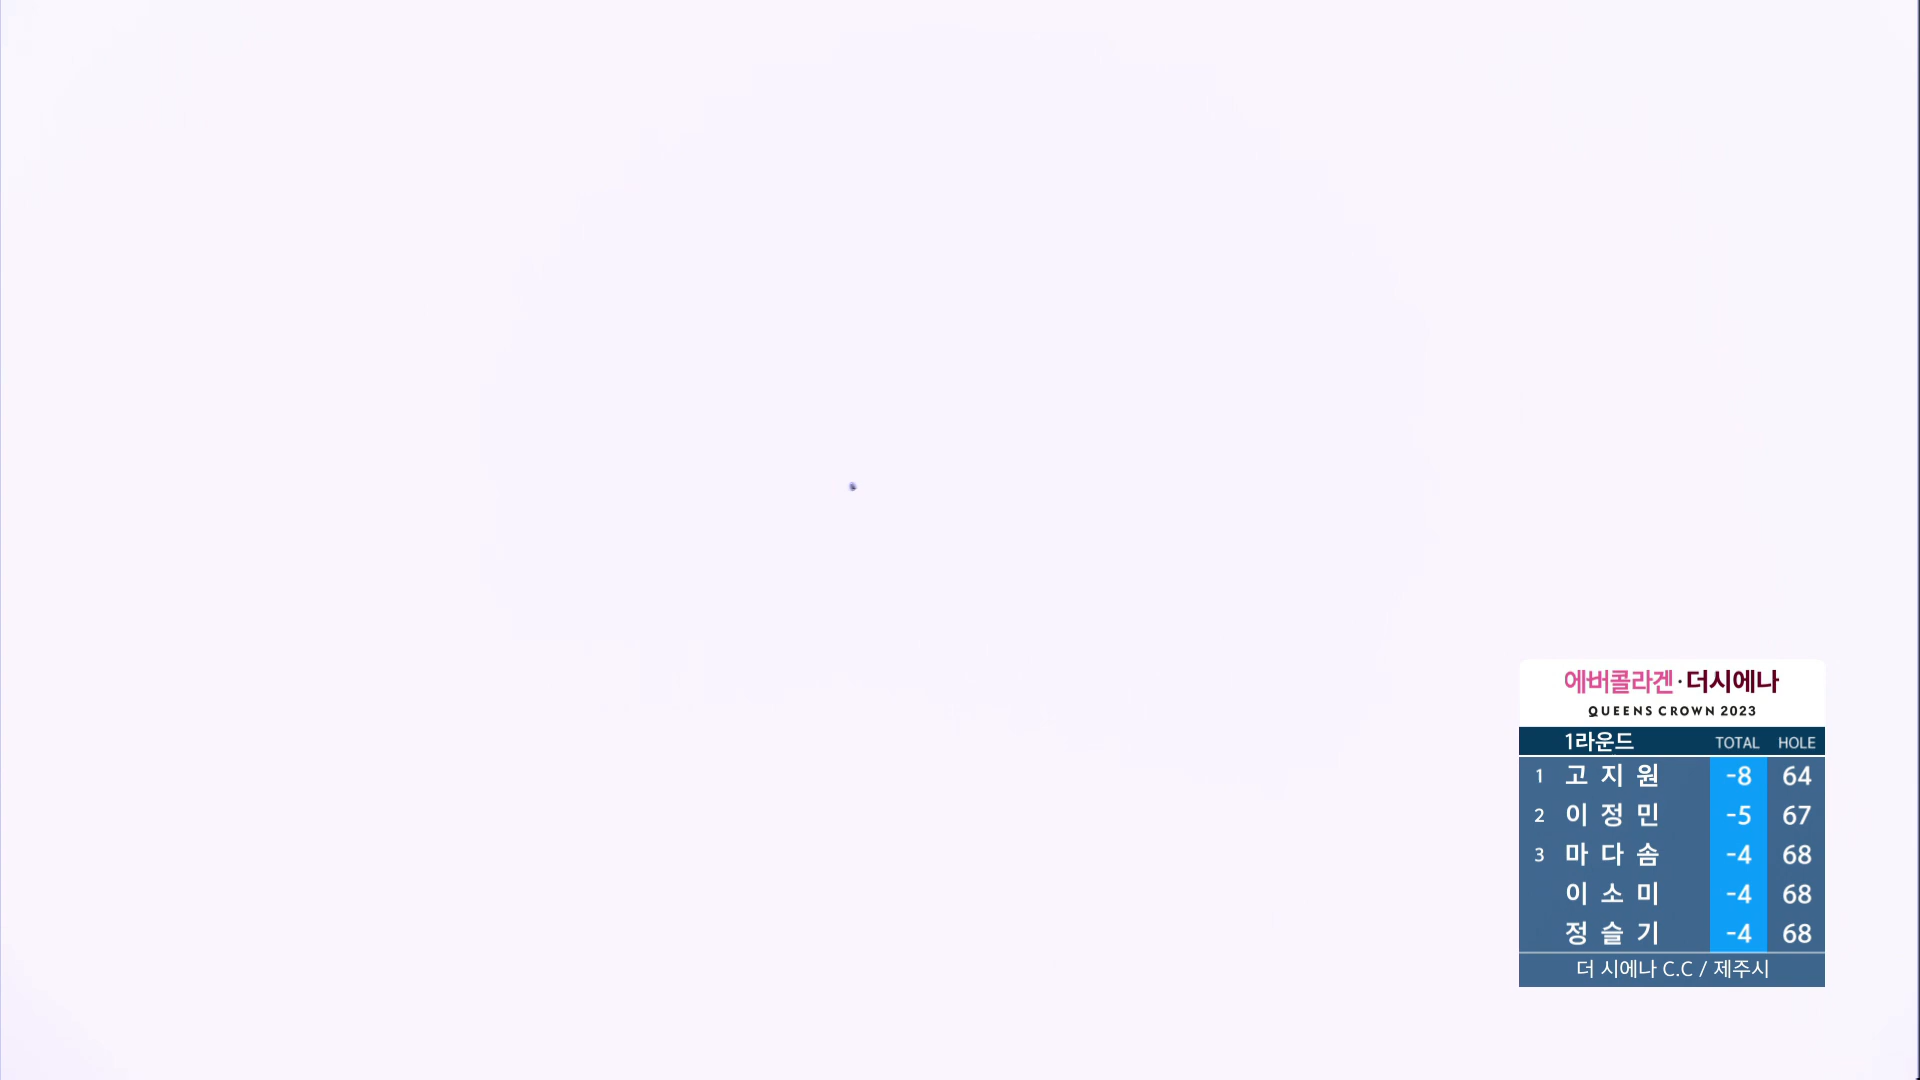 에버콜라겐·더시에나
QUEENS CROWN 2023
1라운드 TOTAL HOLE
1 고지원 -8 64
2 이정민 -5 67
3 마다솜 -4 68
이소미 -4 68
정슬기 -4 68
더 시에나 C.C / 제주시